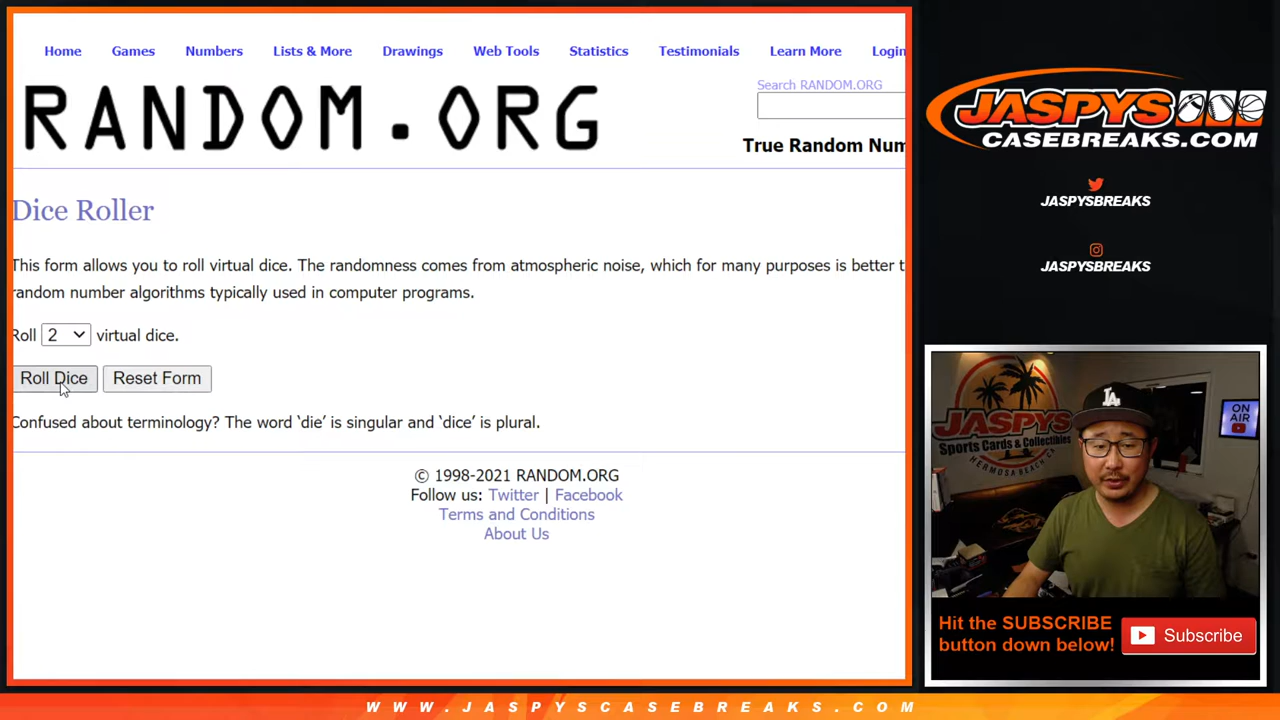 Home Games Numbers Lists & More Drawings Web Tools Statistics Testimonials Learn More Login
RANDOM.ORG
Search RANDOM.ORG
True Random Num
Dice Roller
This form allows you to roll virtual dice. The randomness comes from atmospheric noise, which for many purposes is better t
random number algorithms typically used in computer programs.
Roll 2 virtual dice.
Roll Dice Reset Form
Confused about terminology? The word ‘die’ is singular and ‘dice’ is plural.
© 1998-2021 RANDOM.ORG
Follow us: Twitter | Facebook
Terms and Conditions
About Us
JASPYS
CASEBREAKS.COM
JASPYSBREAKS
JASPYSBREAKS
JASPYS
Sports Cards & Collectibles
HERMOSA BEACH, CA
LA
ON
AIR
Hit the SUBSCRIBE
button down below!
Subscribe
WWW.JASPYSCASEBREAKS.COM